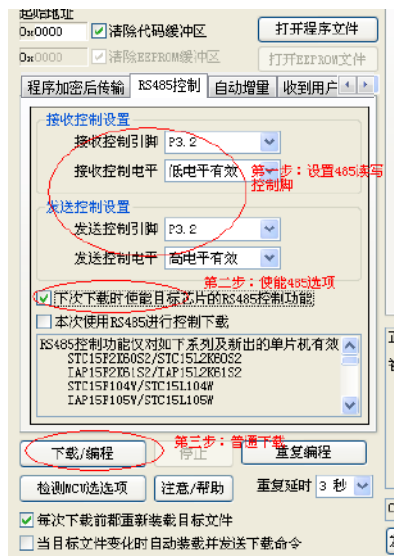 起始地址
0x0000 清除代码缓冲区 打开程序文件
0x0000 清除EEPROM缓冲区 打开EEPROM文件
程序加密后传输 RS485控制 自动增量 收到用户
接收控制设置
接收控制引脚 P3.2
接收控制电平 低电平有效
第一步：设置485读写
控制脚
发送控制设置
发送控制引脚 P3.2
发送控制电平 高电平有效
第二步：使能485选项
下次下载时使能目标芯片的RS485控制功能
本次使用RS485进行控制下载
RS485控制功能仅对如下系列及新出的单片机有效
STC15F2K60S2/STC15L2K60S2
IAP15F2K61S2/IAP15L2K61S2
STC15F104W/STC15L104W
IAP15F105W/STC15L105W
第三步：普通下载
下载/编程 停止 重复编程
检测MCU选选项 注意/帮助 重复延时 3 秒
每次下载前都重新装载目标文件
当目标文件变化时自动装载并发送下载命令